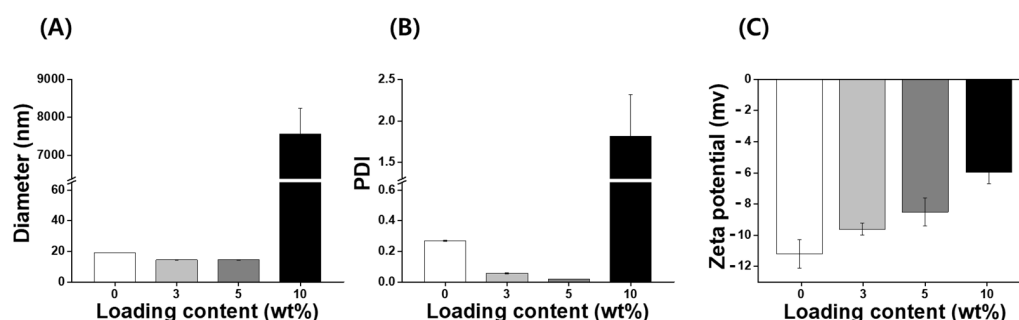 (A)
Diameter (nm)
9000
8000
7000
60
40
20
0
0 3 5 10
Loading content (wt%)
(B)
PDI
2.5
2.0
1.5
0.6
0.4
0.2
0.0
0 3 5 10
Loading content (wt%)
(C)
Zeta potential (mv)
0
-2
-4
-6
-8
-10
-12
0 3 5 10
Loading content (wt%)